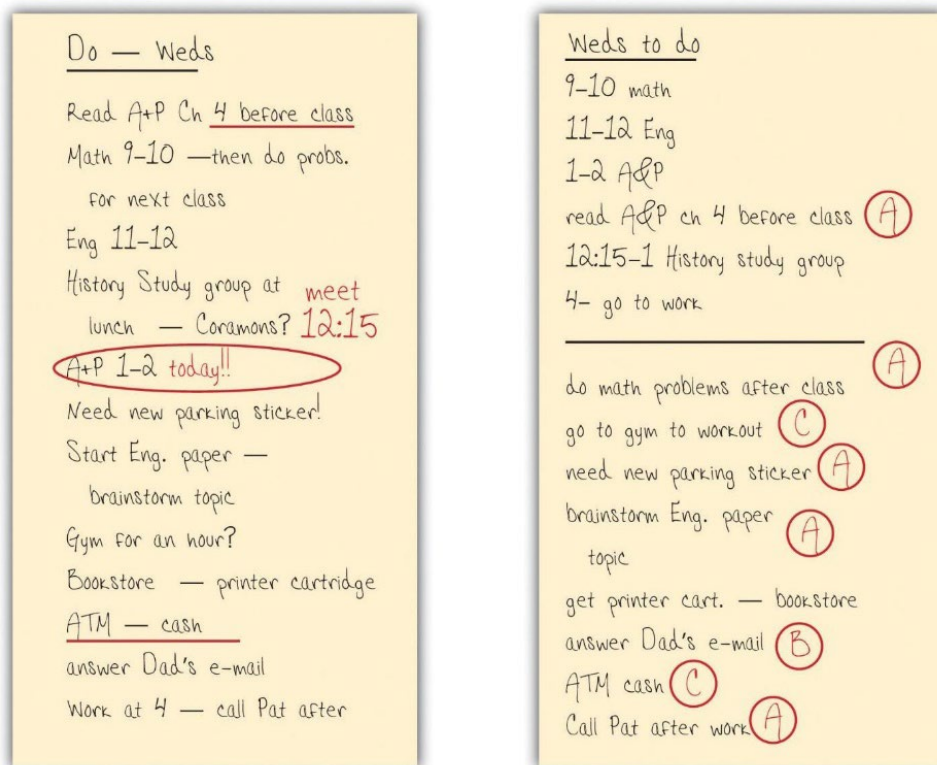 Do — Weds
Read A+P Ch 4 before class
Math 9-10 —then do probs.
for next class
Eng 11-12
History Study group at meet
lunch — Coramons? 12:15
A+P 1-2 today!!
Need new parking sticker!
Start Eng. paper —
brainstorm topic
Gym for an hour?
Bookstore — printer cartridge
ATM — cash
answer Dad's e-mail
Work at 4 — call Pat after
Weds to do
9-10 math
11-12 Eng
1-2 A&P
read A&P ch 4 before class A
12:15-1 History study group
4- go to work
do math problems after class A
go to gym to workout C
need new parking sticker A
brainstorm Eng. paper A
topic
get printer cart. — bookstore
answer Dad's e-mail B
ATM cash C
Call Pat after work A